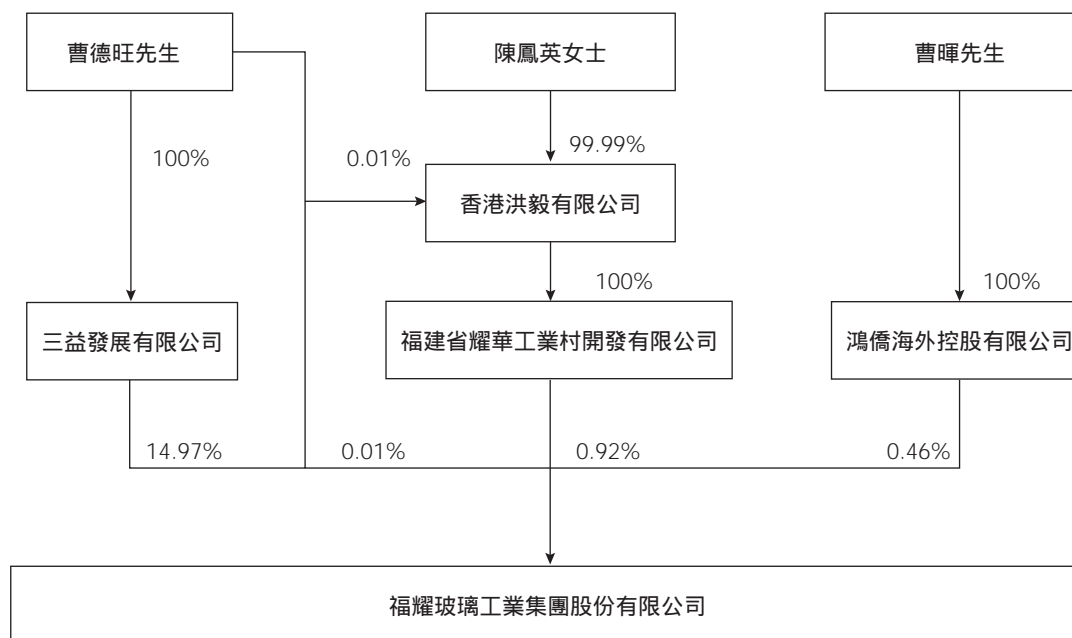 曹德旺先生
陳鳳英女士
曹暉先生
100%
0.01%
99.99%
香港洪毅有限公司
100%
100%
三益發展有限公司
福建省耀華工業村開發有限公司
鴻僑海外控股有限公司
14.97%
0.01%
0.92%
0.46%
福耀玻璃工業集團股份有限公司